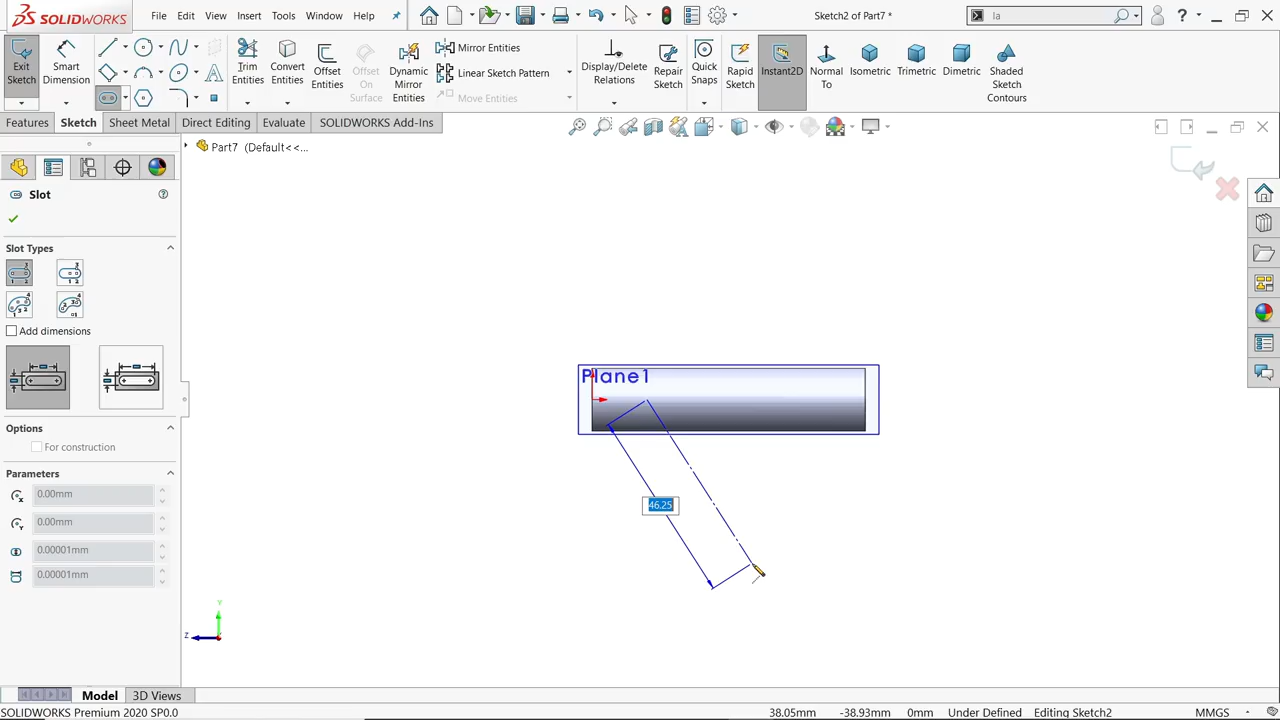 SOLIDWORKS
File Edit View Insert Tools Window Help
Sketch2 of Part7 *
la
Exit Sketch
Smart Dimension
Trim Entities
Convert Entities
Offset Entities
Offset On Surface
Dynamic Mirror Entities
Mirror Entities
Linear Sketch Pattern
Move Entities
Display/Delete Relations
Repair Sketch
Quick Snaps
Rapid Sketch
Instant2D
Normal To
Isometric
Trimetric
Dimetric
Shaded Sketch Contours
Features Sketch Sheet Metal Direct Editing Evaluate SOLIDWORKS Add-Ins
Part7 (Default<<...
Slot
Slot Types
Add dimensions
Options
For construction
Parameters
0.00mm
0.00mm
0.00001mm
0.00001mm
Plane1
46.25
Y
Z
Model 3D Views
SOLIDWORKS Premium 2020 SP0.0
38.05mm -38.93mm 0mm Under Defined Editing Sketch2 MMGS